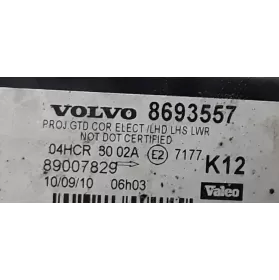 VOLVO 8693557
PROJ GTD COR ELECT /LHD LHS LWR
NOT DOT CERTIFIED
04HCR 30 02A → E2 7177 K12
89007829
10/09/10 06h03 Valeo